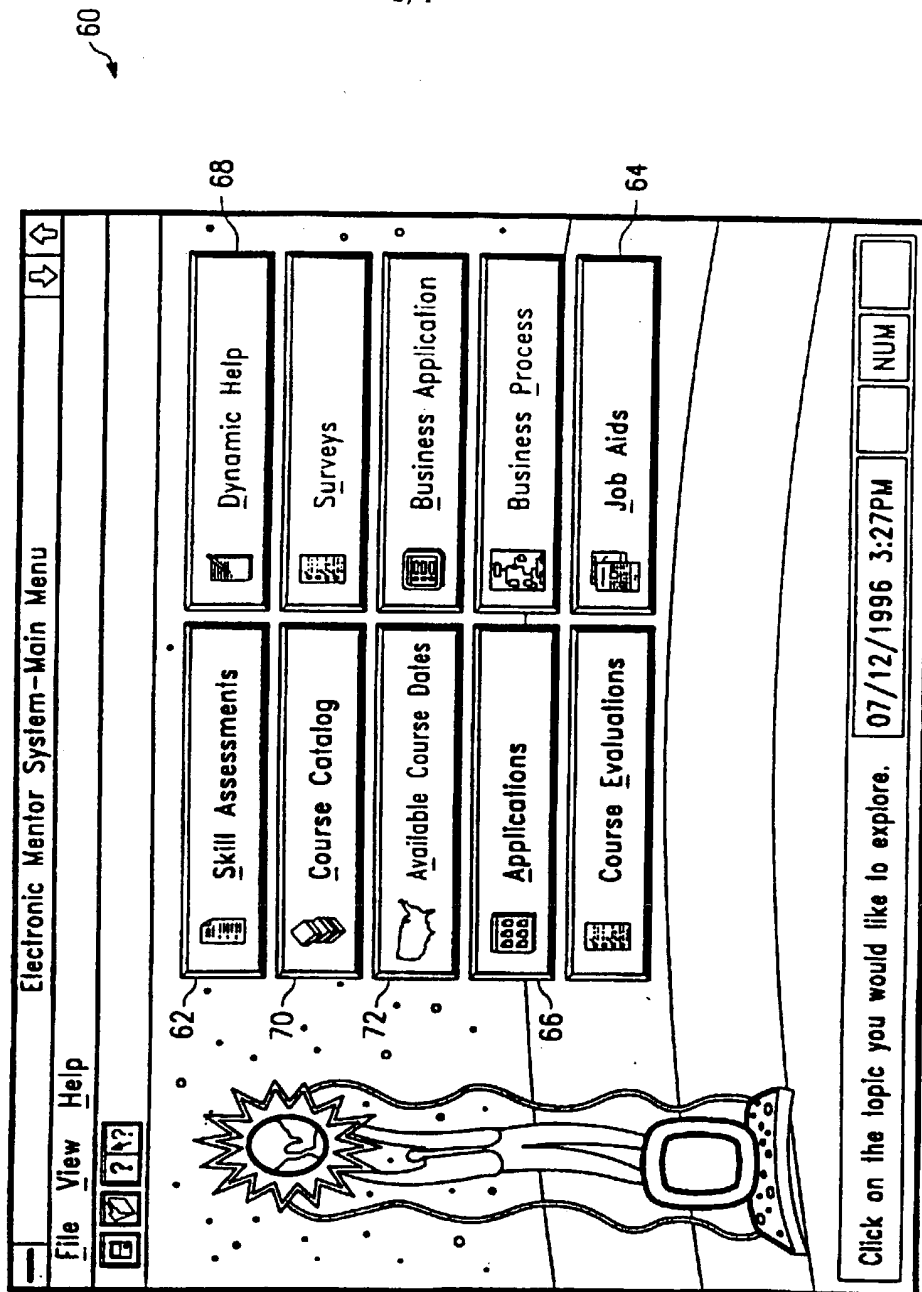 60
Electronic Mentor System-Main Menu
File View Help
? ?
62
Skill Assessments
Dynamic Help
68
70
Course Catalog
Surveys
72
Available Course Dates
Business Application
66
Applications
Business Process
Course Evaluations
Job Aids
64
Click on the topic you would like to explore.
07/12/1996 3:27PM
NUM